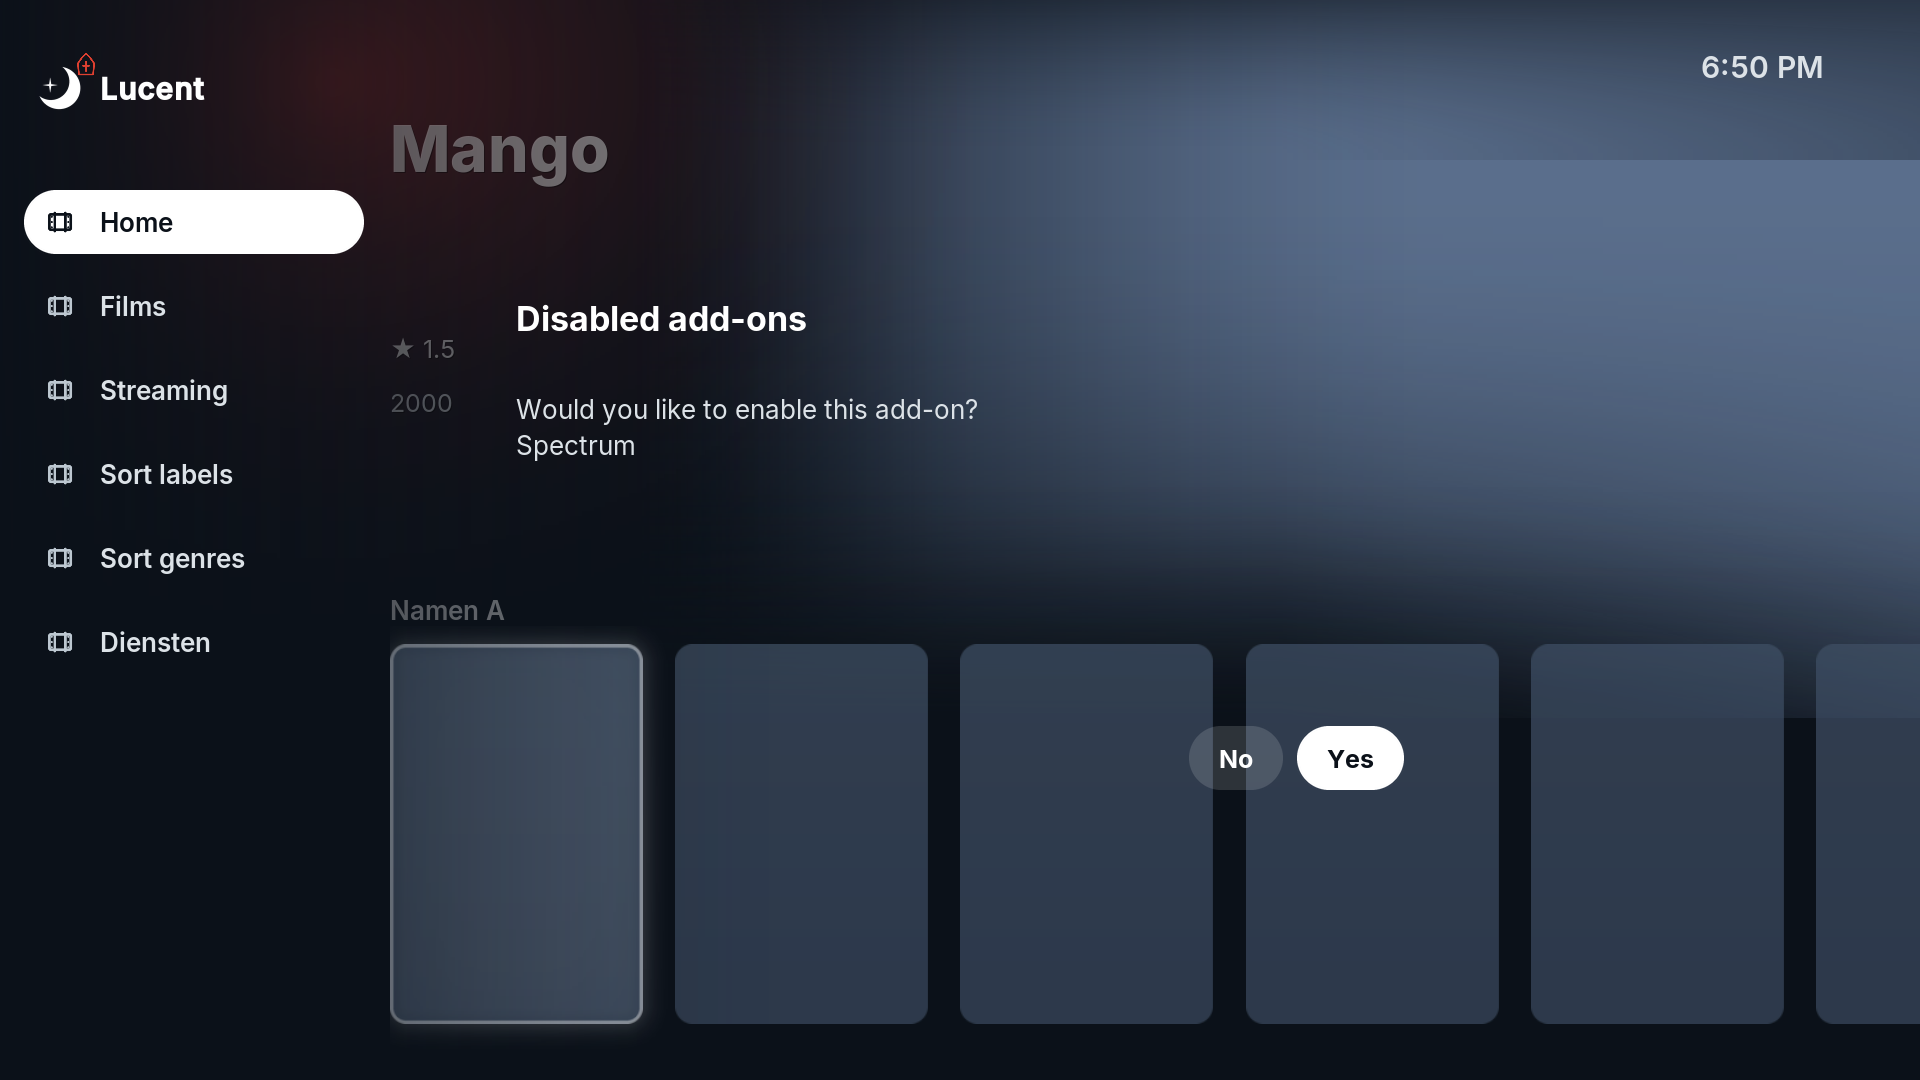 Lucent
6:50 PM
Mango
Home
Films
Streaming
Sort labels
Sort genres
Diensten
★ 1.5
2000
Disabled add-ons
Would you like to enable this add-on?
Spectrum
Namen A
No
Yes